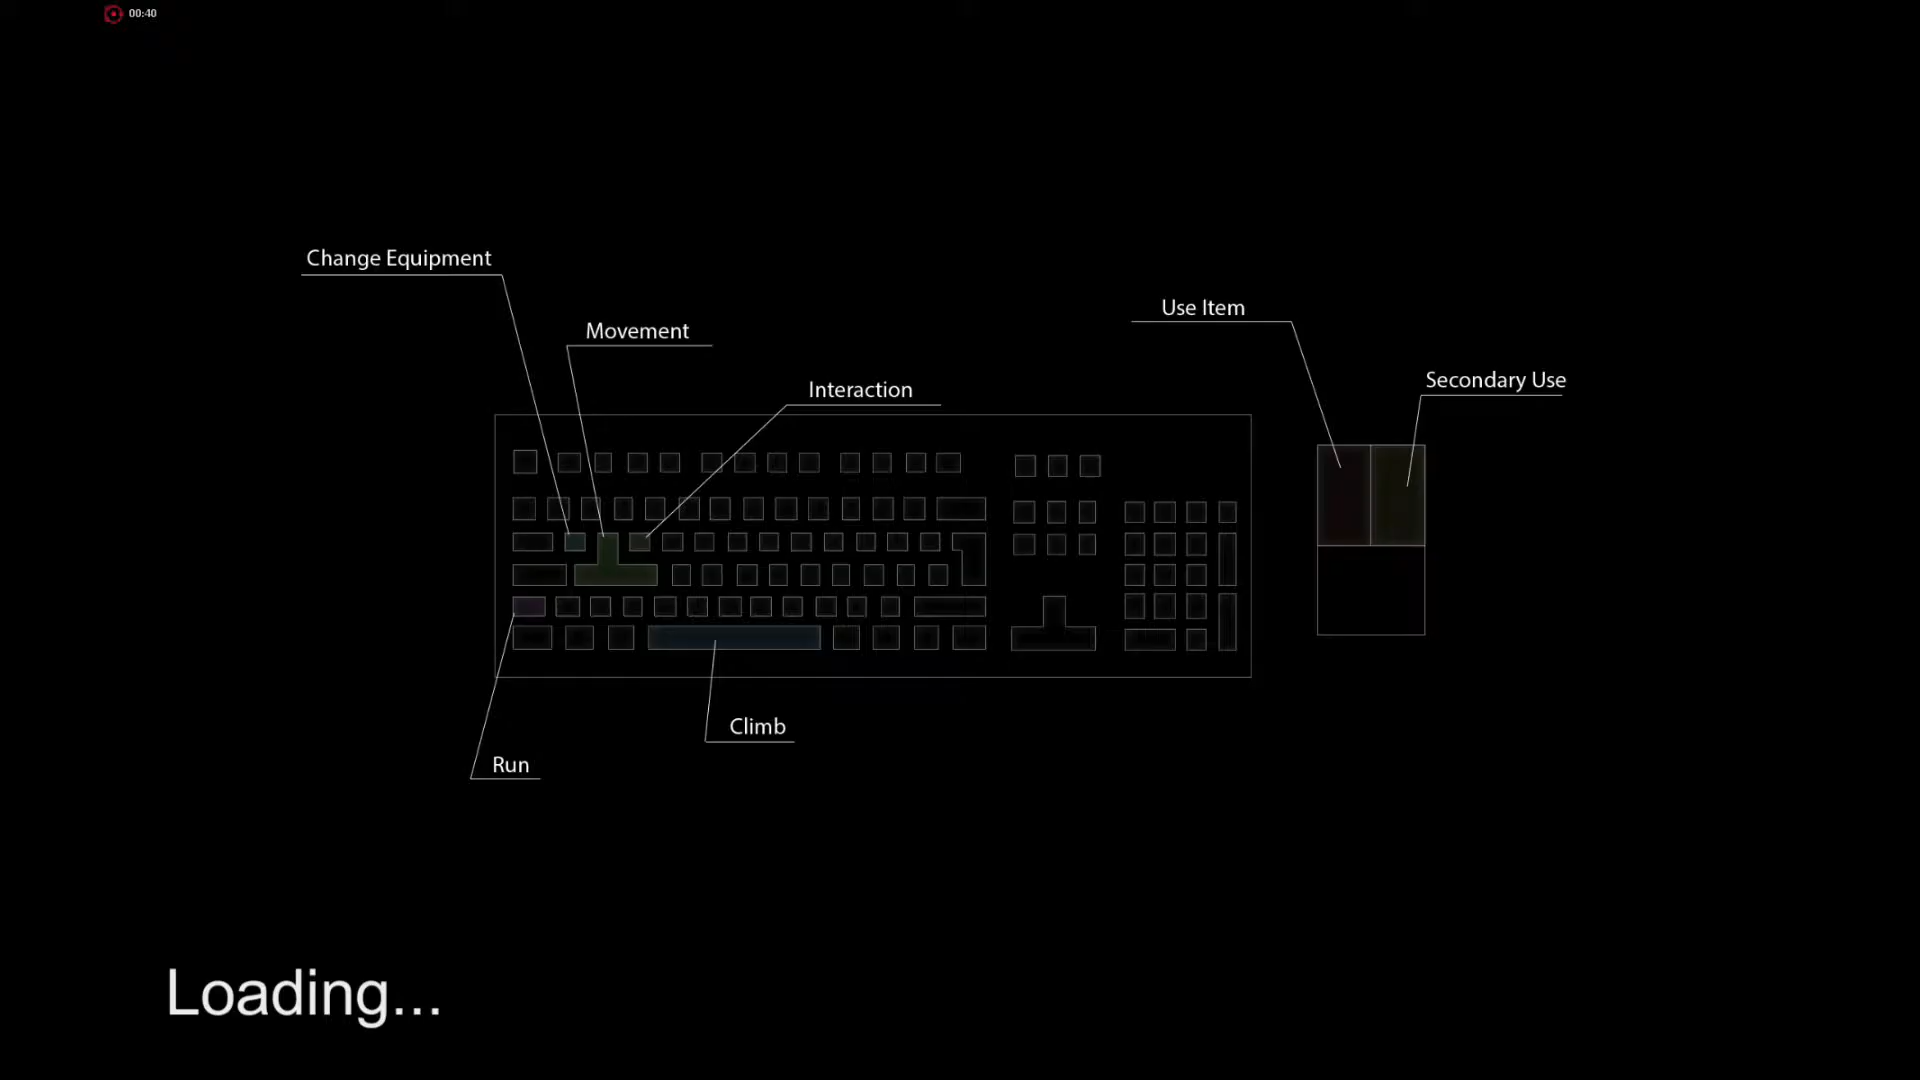 00:40
Change Equipment
Use Item
Movement
Secondary Use
Interaction
Climb
Run
Loading...